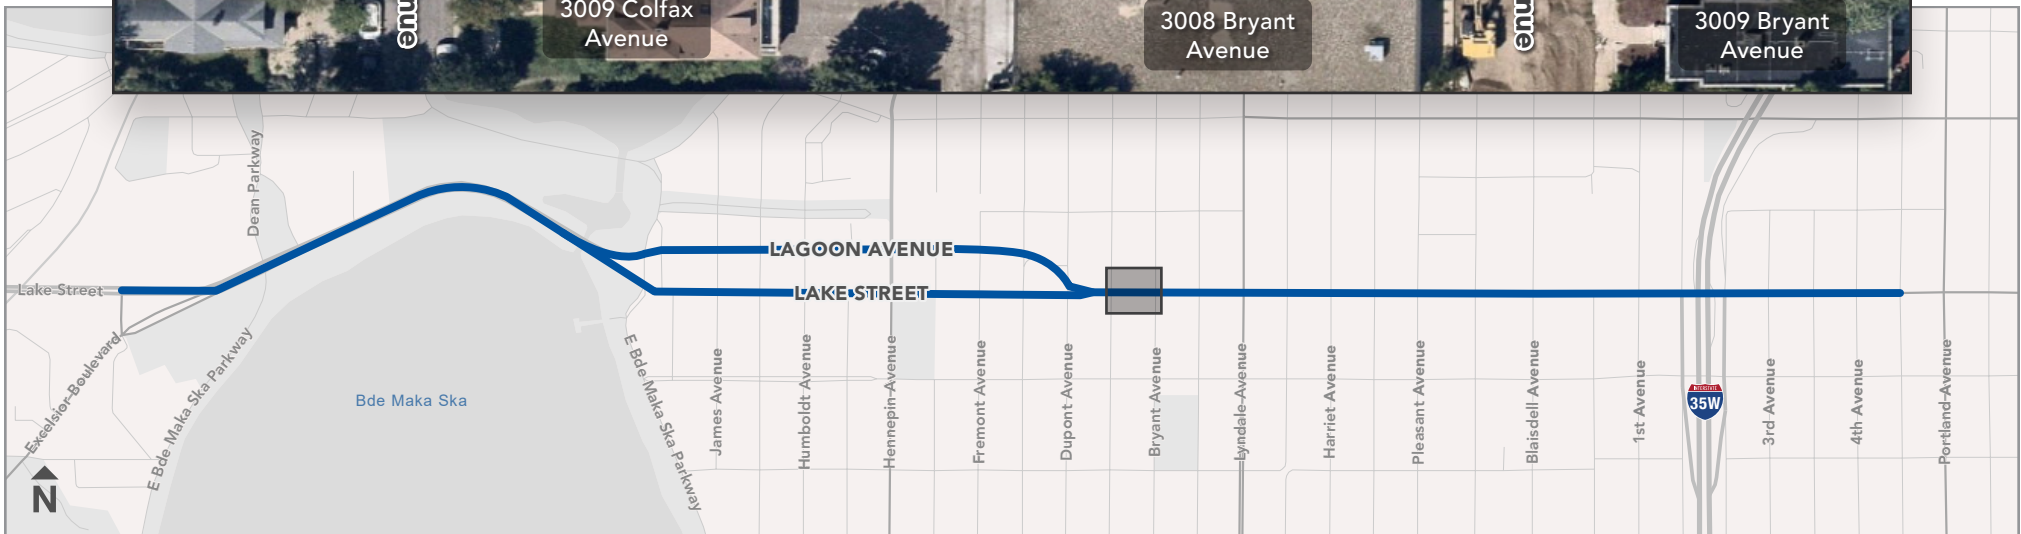 nue
3009 Colfax
Avenue
3008 Bryant
Avenue
nue
3009 Bryant
Avenue
Dean Parkway
LAGOON AVENUE
Lake Street
LAKE STREET
Excelsior Boulevard
E Bde Maka Ska Parkway
Bde Maka Ska
E Bde Maka Ska Parkway
James Avenue
Humboldt Avenue
Hennepin Avenue
Fremont Avenue
Dupont Avenue
Bryant Avenue
Lyndale Avenue
Harriet Avenue
Pleasant Avenue
Blaisdell Avenue
1st Avenue
INTERSTATE
35W
3rd Avenue
4th Avenue
Portland Avenue
N